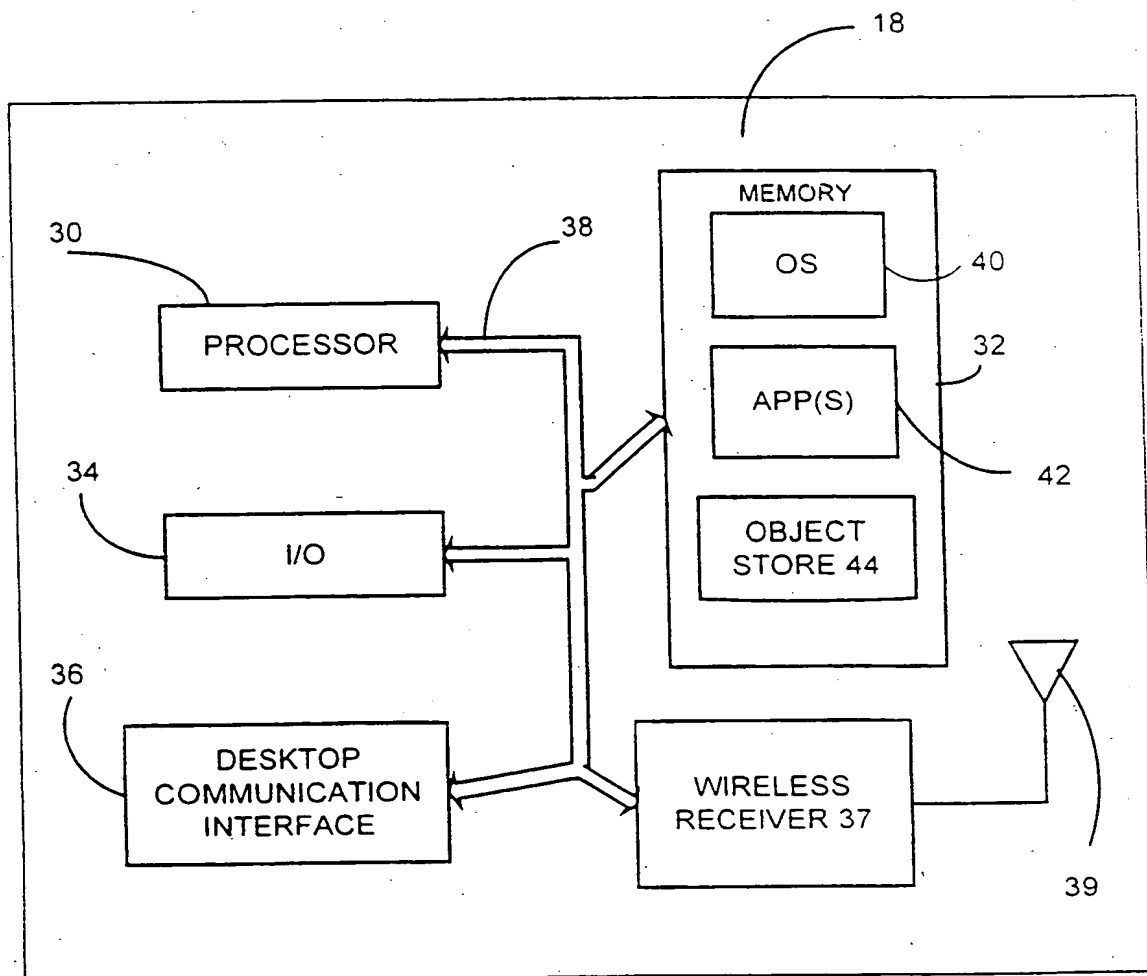 18
MEMORY
30
38
OS
40
PROCESSOR
32
APP(S)
34
42
I/O
OBJECT
STORE 44
36
DESKTOP
COMMUNICATION
INTERFACE
WIRELESS
RECEIVER 37
39